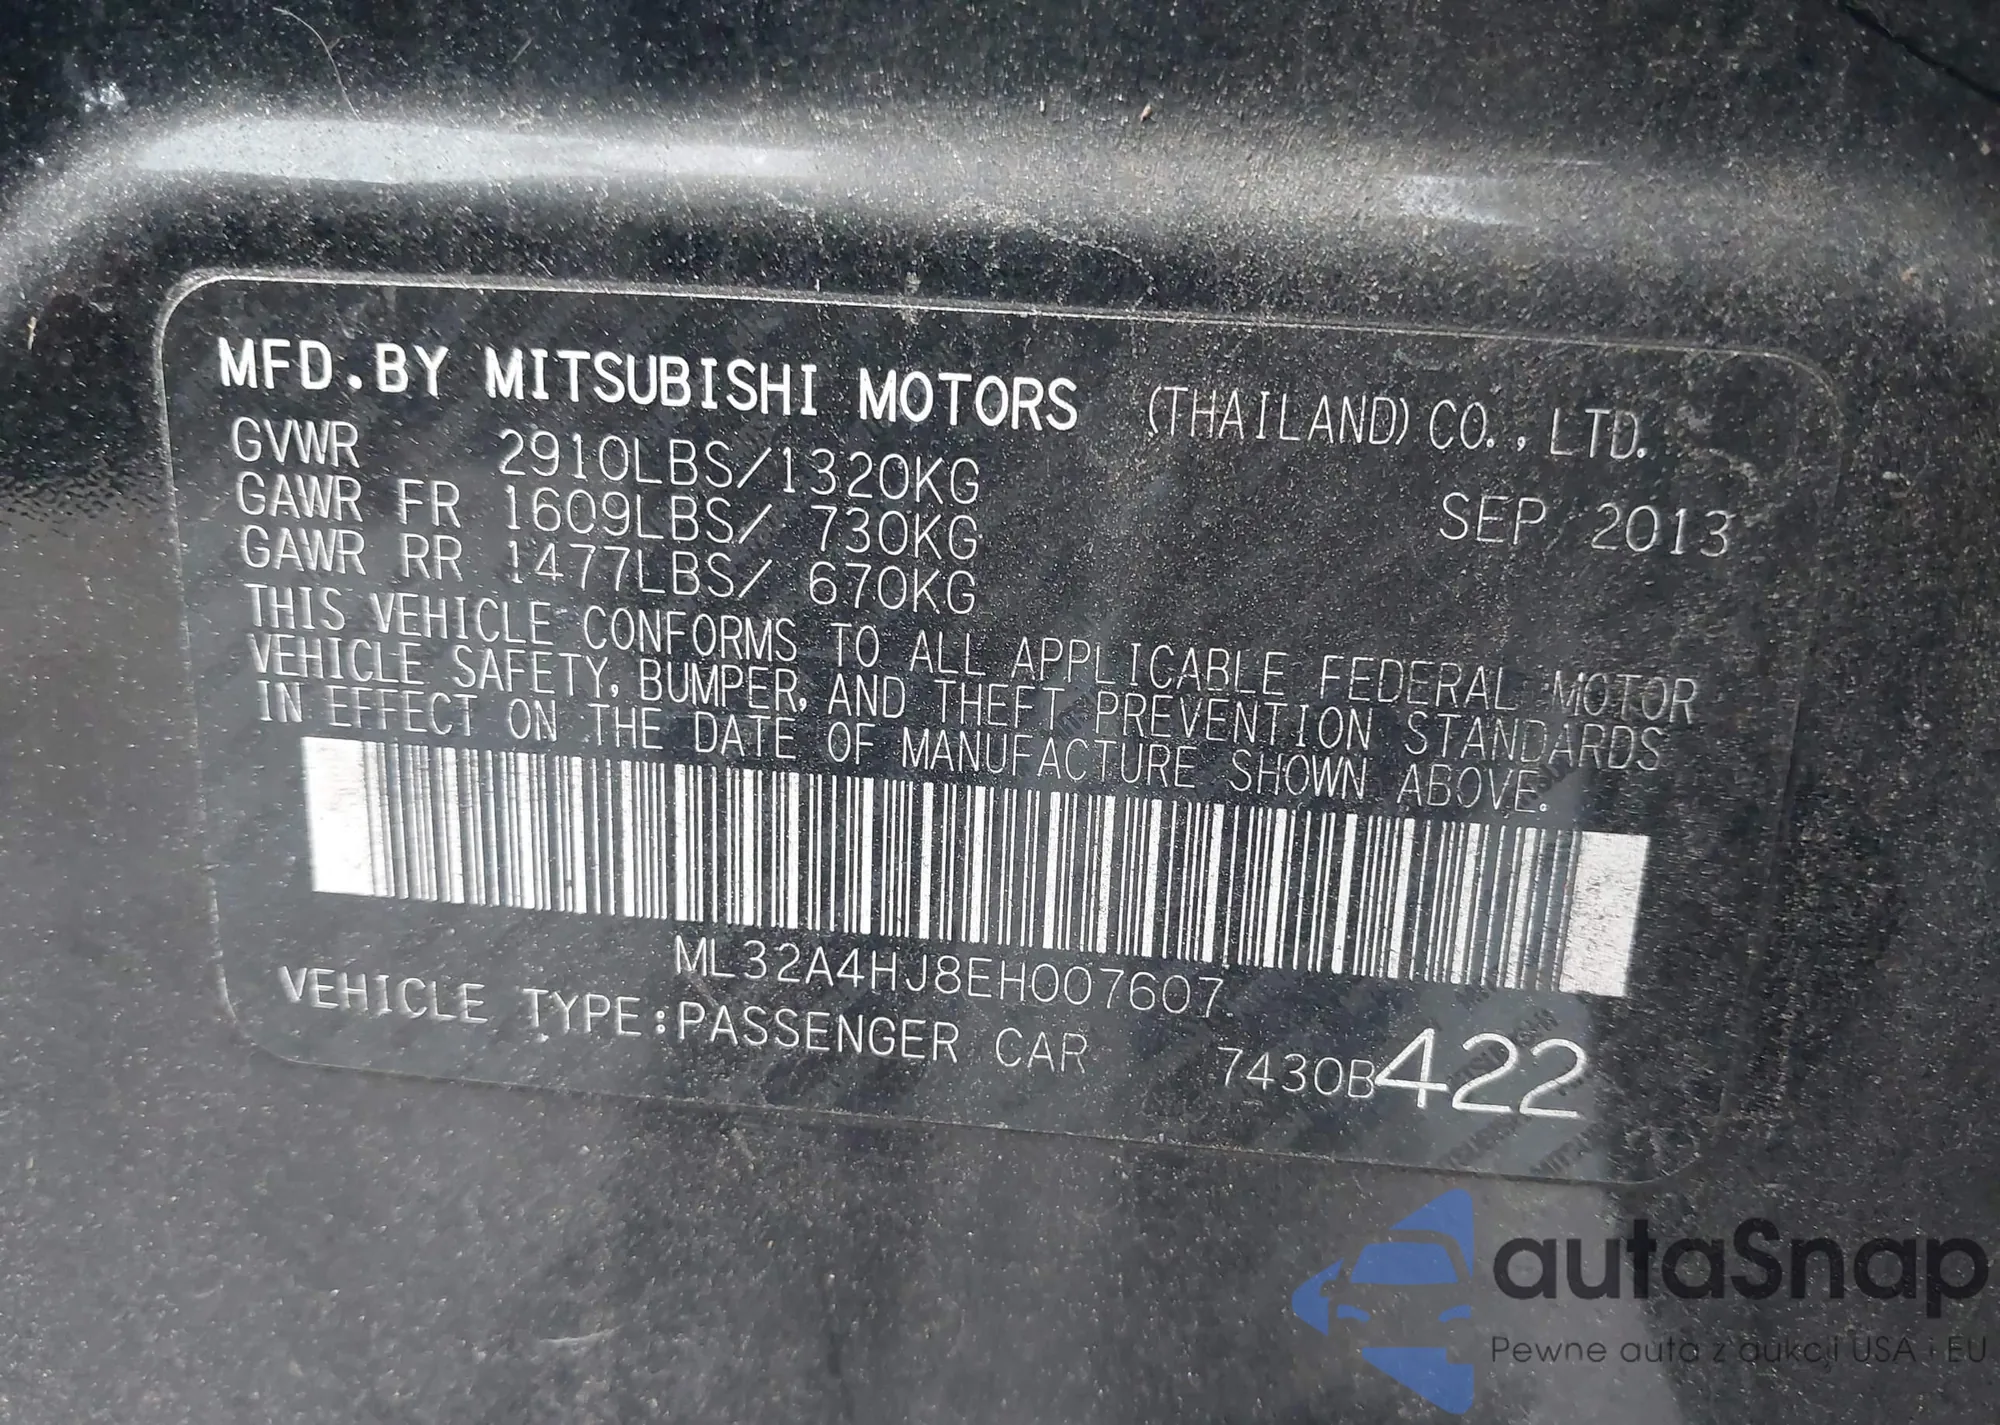 MFD.BY MITSUBISHI MOTORS (THAILAND) CO., LTD.
GVWR 2910LBS/1320KG SEP, 2013
GAWR FR 1609LBS/ 730KG
GAWR RR 1477LBS/ 670KG
THIS VEHICLE CONFORMS TO ALL APPLICABLE FEDERAL MOTOR
VEHICLE SAFETY, BUMPER, AND THEFT PREVENTION STANDARDS
IN EFFECT ON THE DATE OF MANUFACTURE SHOWN ABOVE.
ML32A4HJ8EH007607
VEHICLE TYPE:PASSENGER CAR 7430B422
autaSnap
Pewne auta z aukcji USA i EU